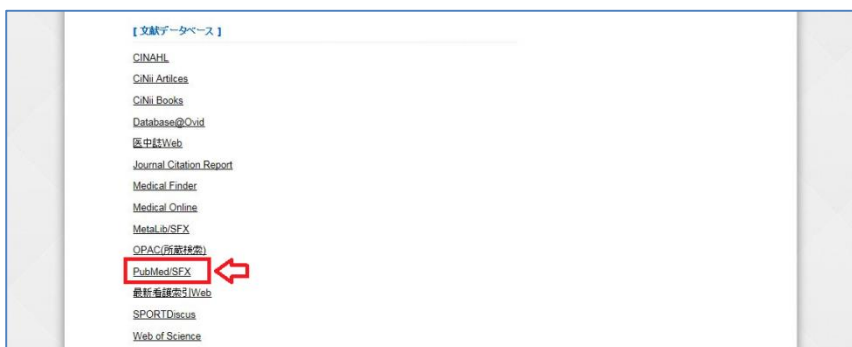 [ 文献データベース ]
CINAHL
CiNii Artilces
CiNii Books
Database@Ovid
医中誌Web
Journal Citation Report
Medical Finder
Medical Online
MetaLib/SFX
OPAC(所蔵検索)
PubMed/SFX
最新看護索引Web
SPORTDiscus
Web of Science